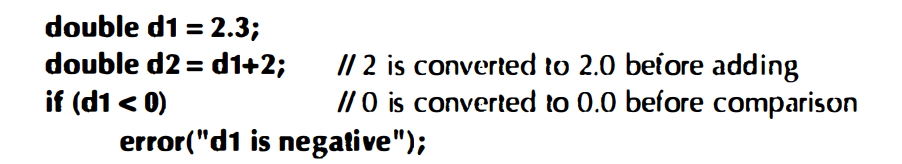 double d1 = 2.3;
double d2 = d1+2; // 2 is converted to 2.0 before adding
if (d1 < 0) // 0 is converted to 0.0 before comparison
error("d1 is negative");